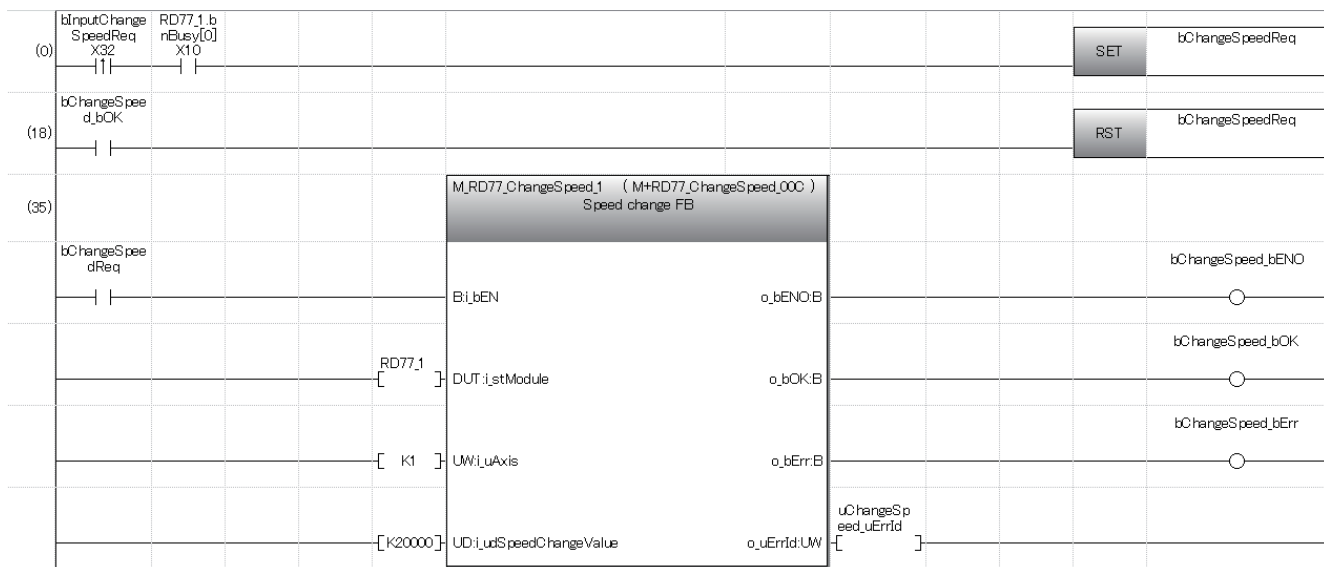 bInputChange RD77_1.b
SpeedReq nBusy[0]
(0) X32 X10
SET bChangeSpeedReq
bChangeSpee
d_bOK
(18)
RST bChangeSpeedReq
M_RD77_ChangeSpeed_1 ( M+RD77_ChangeSpeed_00C )
(35) Speed change FB
bChangeSpee
dReq
bChangeSpeed_bENO
B:i_bEN o_bENO:B
bChangeSpeed_bOK
RD77_1
DUT:i_stModule o_bOK:B
bChangeSpeed_bErr
K1 UW:i_uAxis o_bErr:B
uChangeSp
eed_uErrId
K20000 UD:i_udSpeedChangeValue o_uErrId:UW